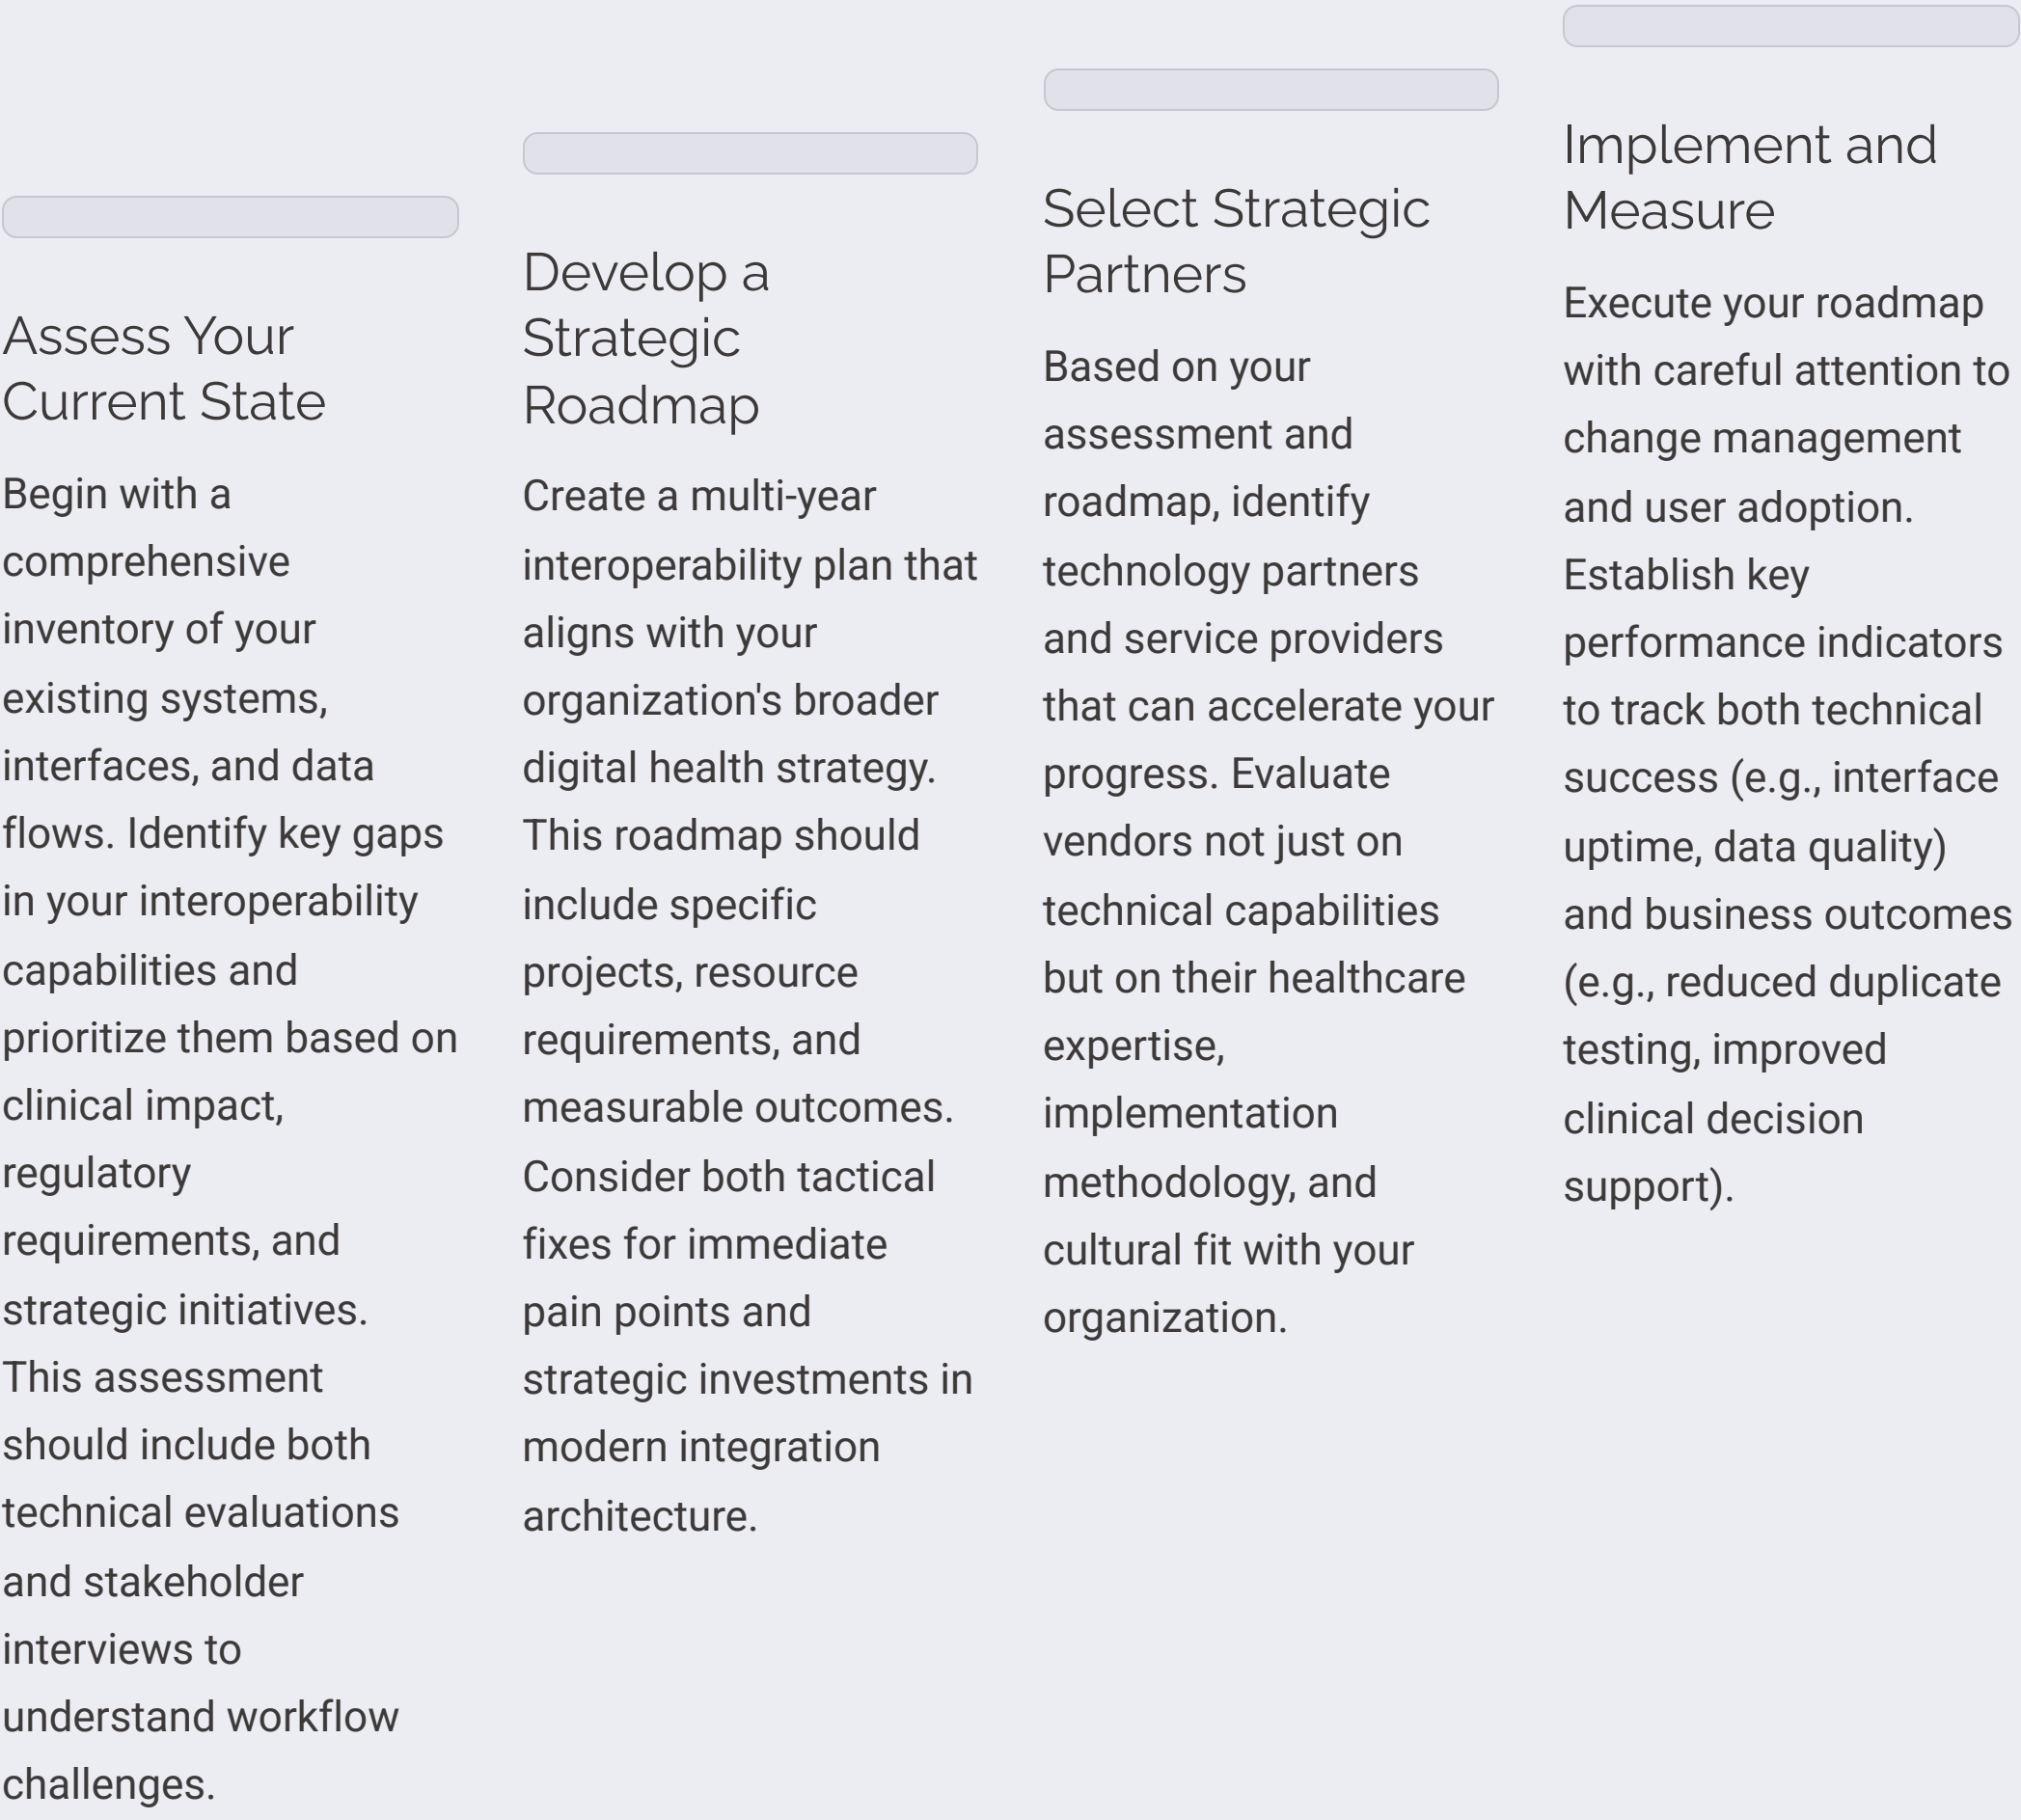 Assess Your
Current State
Begin with a
comprehensive
inventory of your
existing systems,
interfaces, and data
flows. Identify key gaps
in your interoperability
capabilities and
prioritize them based on
clinical impact,
regulatory
requirements, and
strategic initiatives.
This assessment
should include both
technical evaluations
and stakeholder
interviews to
understand workflow
challenges.
Develop a
Strategic
Roadmap
Create a multi-year
interoperability plan that
aligns with your
organization's broader
digital health strategy.
This roadmap should
include specific
projects, resource
requirements, and
measurable outcomes.
Consider both tactical
fixes for immediate
pain points and
strategic investments in
modern integration
architecture.
Select Strategic
Partners
Based on your
assessment and
roadmap, identify
technology partners
and service providers
that can accelerate your
progress. Evaluate
vendors not just on
technical capabilities
but on their healthcare
expertise,
implementation
methodology, and
cultural fit with your
organization.
Implement and
Measure
Execute your roadmap
with careful attention to
change management
and user adoption.
Establish key
performance indicators
to track both technical
success (e.g., interface
uptime, data quality)
and business outcomes
(e.g., reduced duplicate
testing, improved
clinical decision
support).